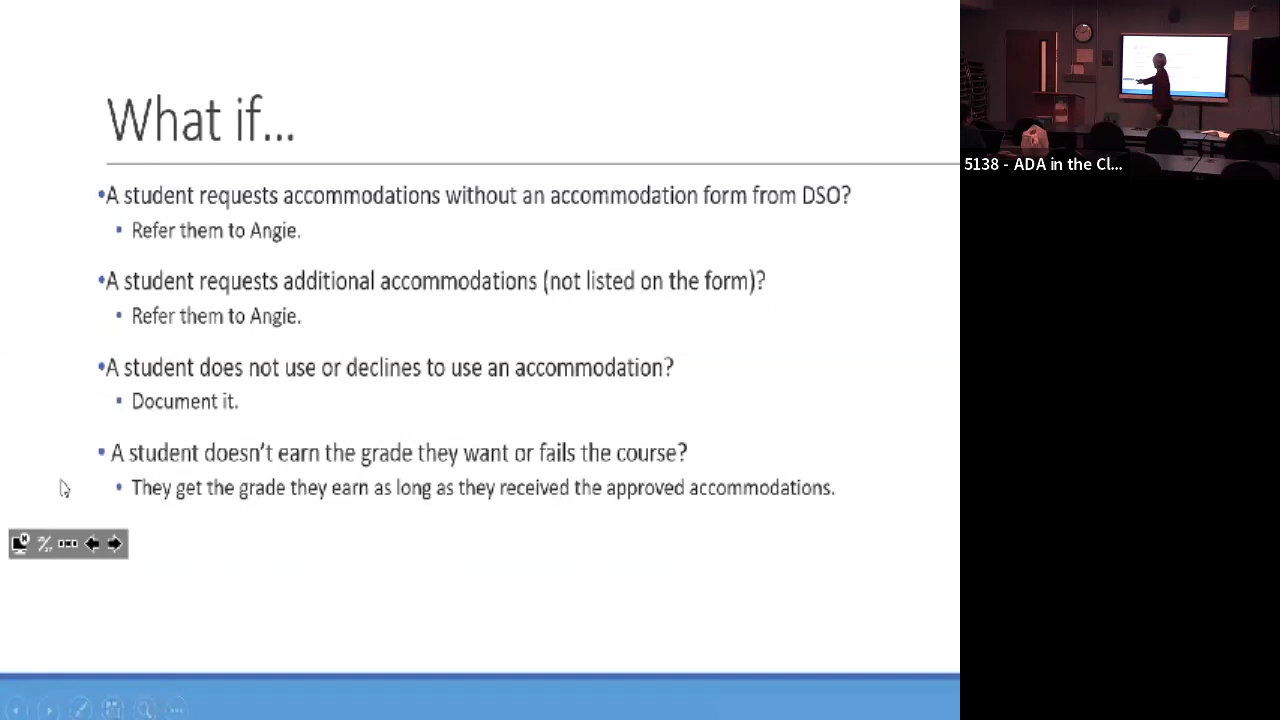 What if...
•A student requests accommodations without an accommodation form from DSO?
▪ Refer them to Angie.
•A student requests additional accommodations (not listed on the form)?
▪ Refer them to Angie.
•A student does not use or declines to use an accommodation?
▪ Document it.
• A student doesn’t earn the grade they want or fails the course?
▪ They get the grade they earn as long as they received the approved accommodations.
5138 - ADA in the Cl...